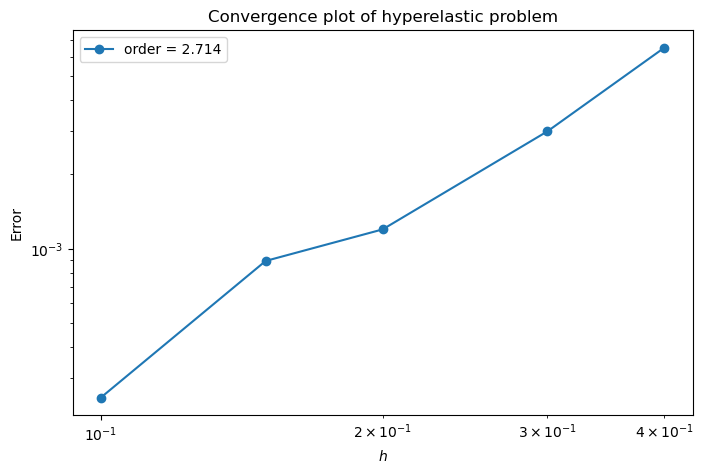 Convergence plot of hyperelastic problem
order = 2.714
Error
10⁻³
10⁻¹
2 × 10⁻¹
3 × 10⁻¹
4 × 10⁻¹
h